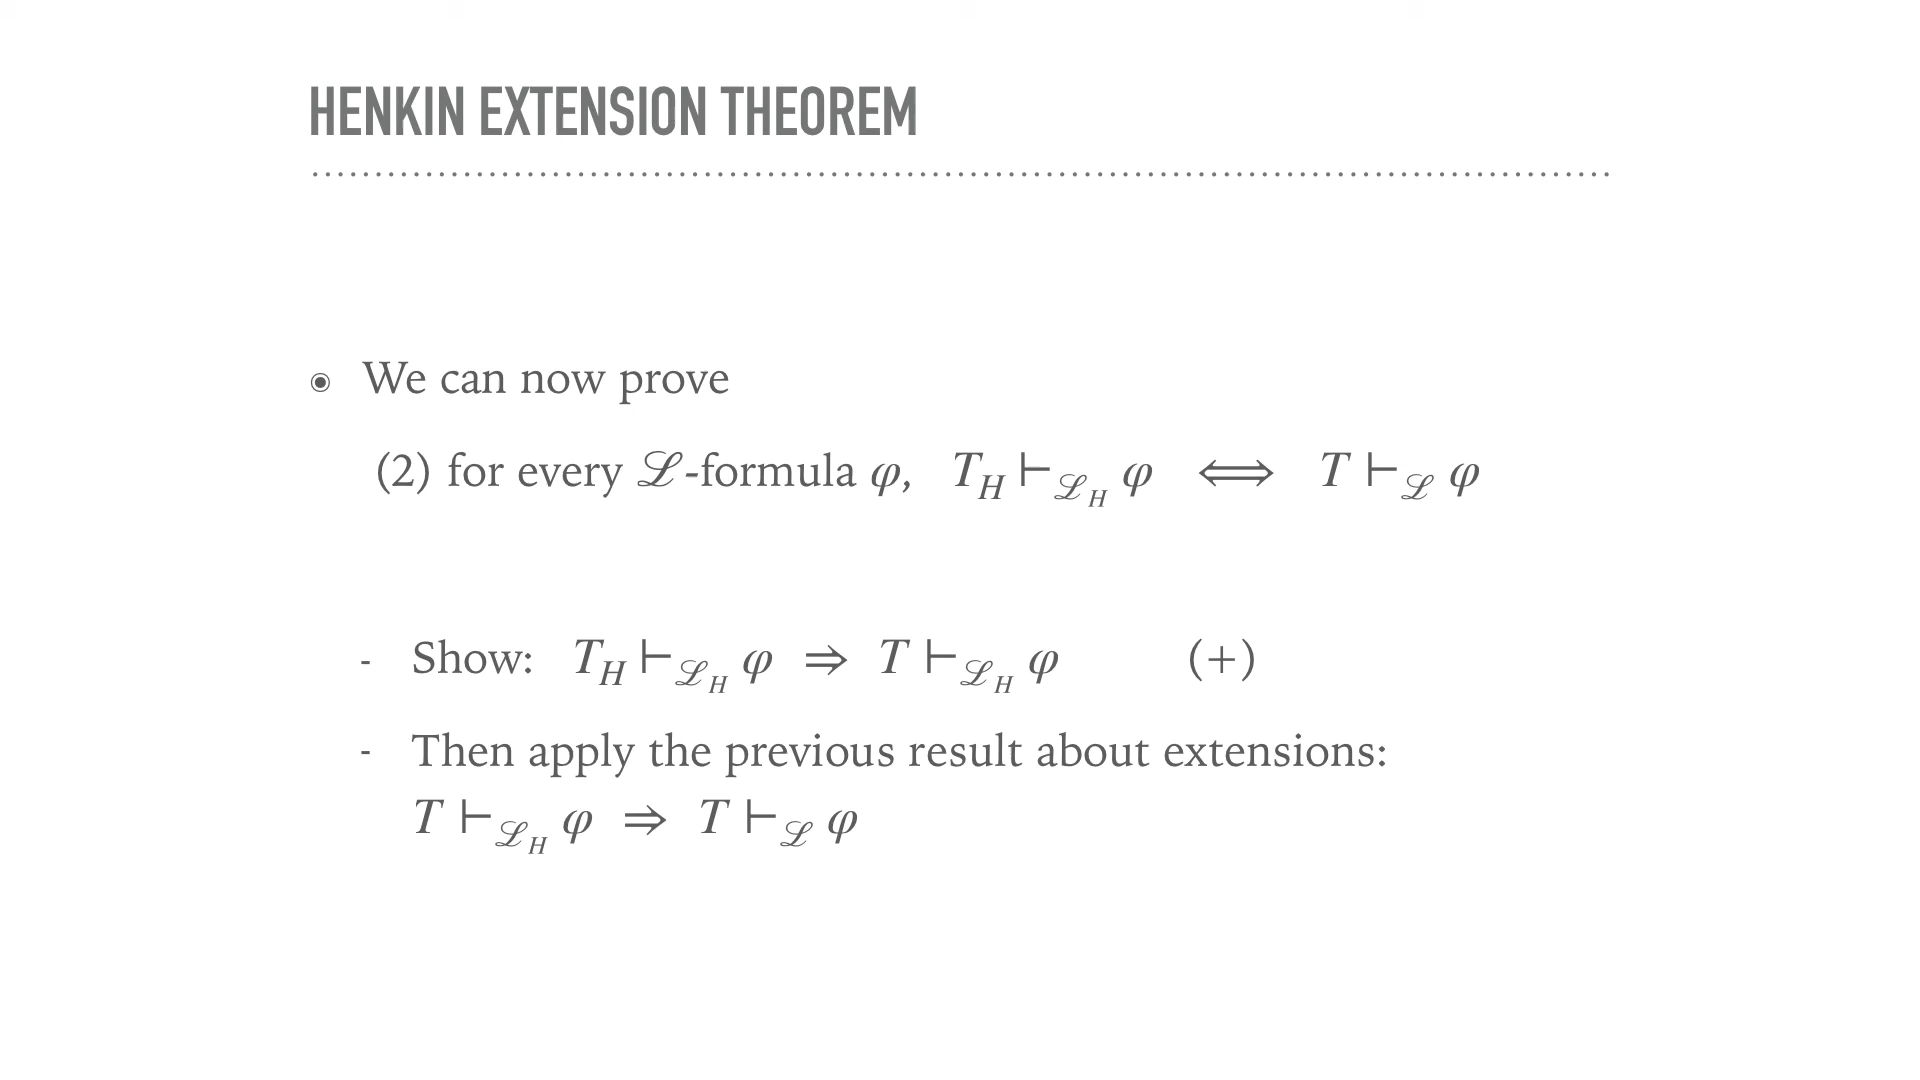 HENKIN EXTENSION THEOREM
◉ We can now prove
(2) for every ℒ-formula φ, T_H ⊢_{ℒ_H} φ ⟺ T ⊢_ℒ φ
- Show: T_H ⊢_{ℒ_H} φ ⇒ T ⊢_{ℒ_H} φ (+)
- Then apply the previous result about extensions:
T ⊢_{ℒ_H} φ ⇒ T ⊢_ℒ φ